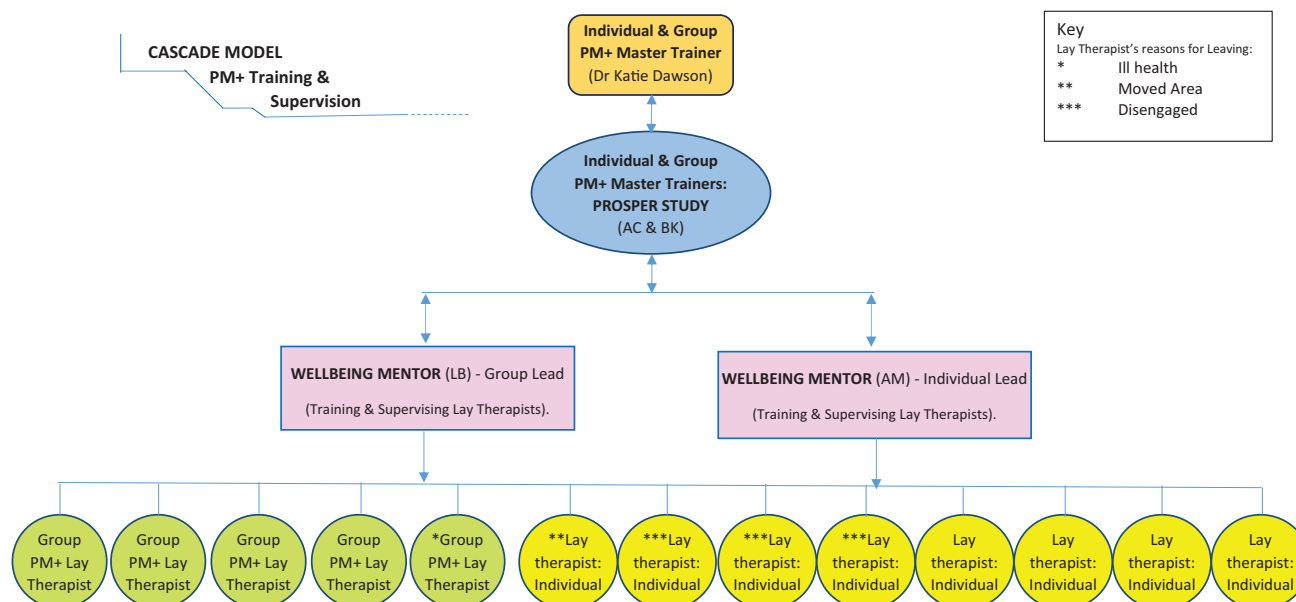 CASCADE MODEL
PM+ Training &
Supervision
Individual & Group
PM+ Master Trainer
(Dr Katie Dawson)
Key
Lay Therapist's reasons for Leaving:
* Ill health
** Moved Area
*** Disengaged
Individual & Group
PM+ Master Trainers:
PROSPER STUDY
(AC & BK)
WELLBEING MENTOR (LB) - Group Lead
(Training & Supervising Lay Therapists).
WELLBEING MENTOR (AM) - Individual Lead
(Training & Supervising Lay Therapists).
Group
PM+ Lay
Therapist
Group
PM+ Lay
Therapist
Group
PM+ Lay
Therapist
Group
PM+ Lay
Therapist
*Group
PM+ Lay
Therapist
**Lay
therapist:
Individual
***Lay
therapist:
Individual
***Lay
therapist:
Individual
***Lay
therapist:
Individual
Lay
therapist:
Individual
Lay
therapist:
Individual
Lay
therapist:
Individual
Lay
therapist:
Individual